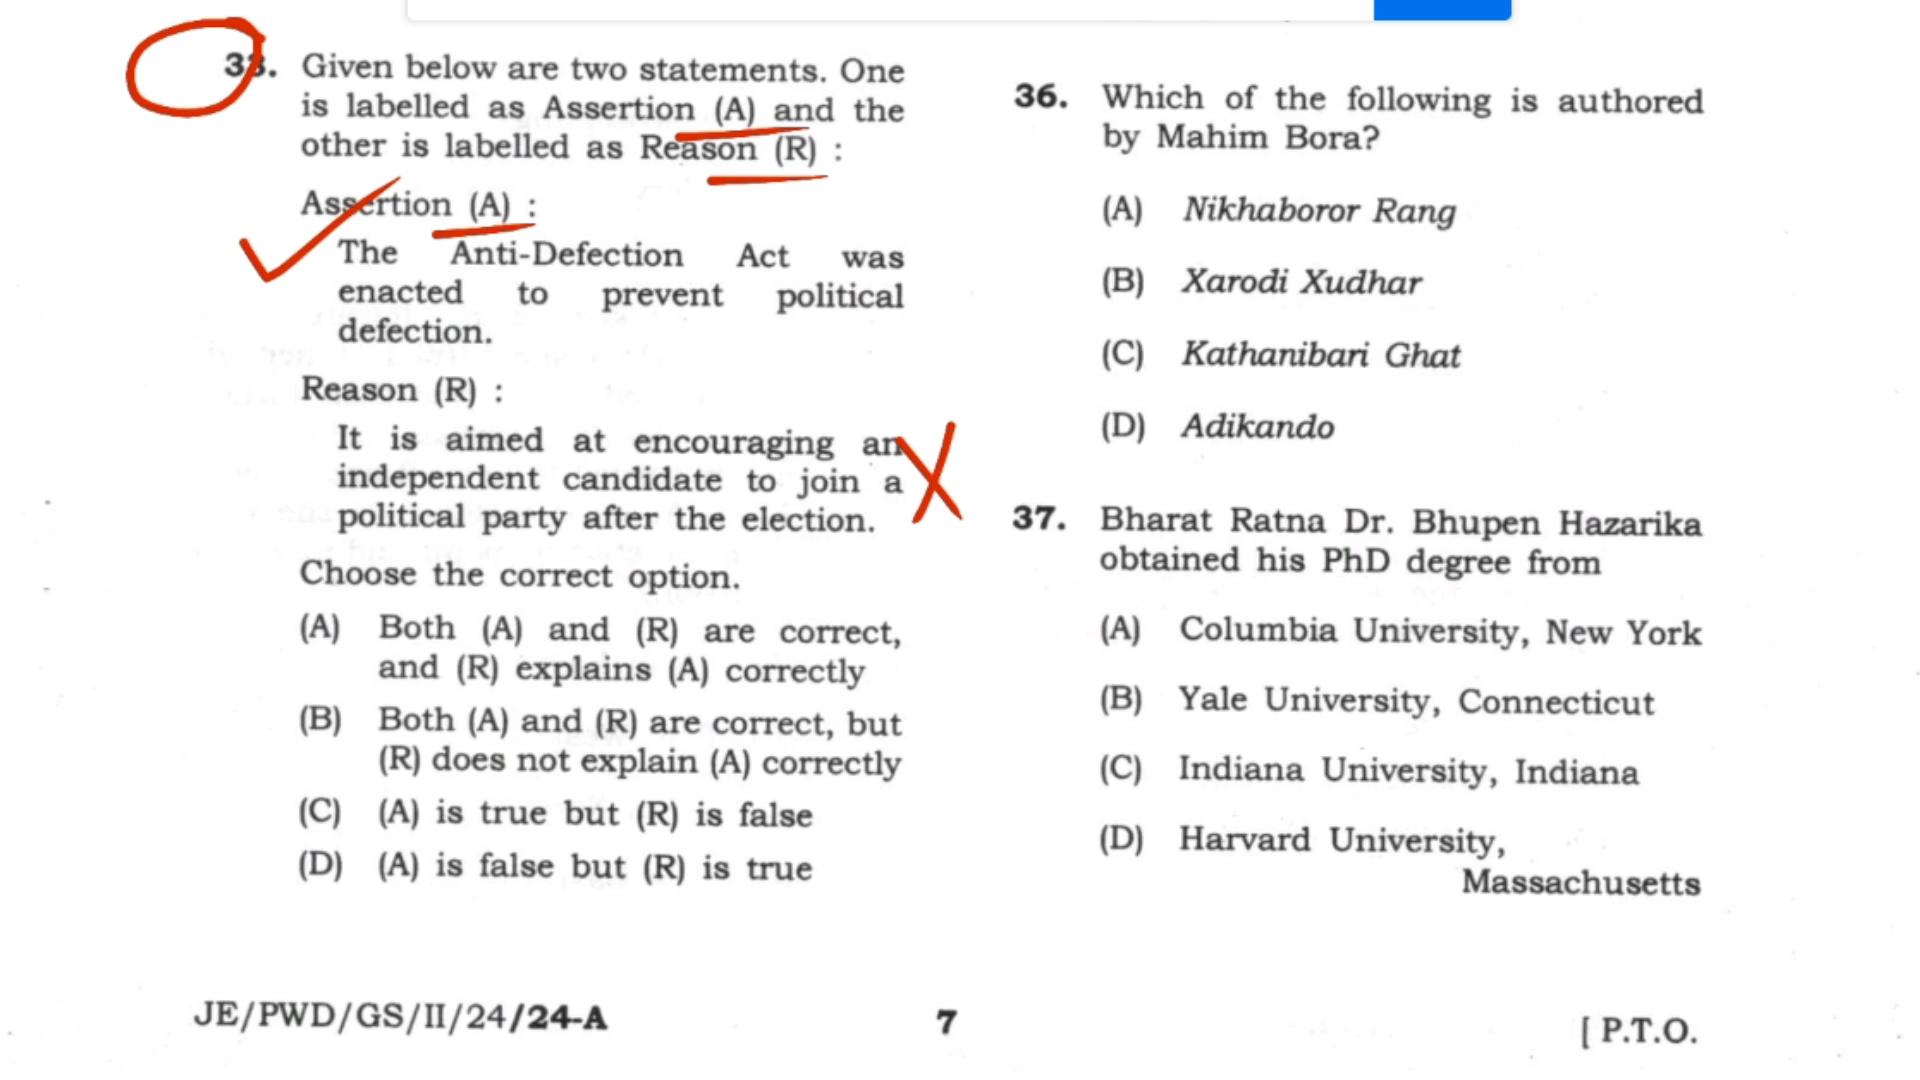 33. Given below are two statements. One
is labelled as Assertion (A) and the
other is labelled as Reason (R) :
Assertion (A) :
The Anti-Defection Act was
enacted to prevent political
defection.
Reason (R) :
It is aimed at encouraging an
independent candidate to join a
political party after the election.
Choose the correct option.
(A) Both (A) and (R) are correct,
and (R) explains (A) correctly
(B) Both (A) and (R) are correct, but
(R) does not explain (A) correctly
(C) (A) is true but (R) is false
(D) (A) is false but (R) is true
36. Which of the following is authored
by Mahim Bora?
(A) Nikhaboror Rang
(B) Xarodi Xudhar
(C) Kathanibari Ghat
(D) Adikando
37. Bharat Ratna Dr. Bhupen Hazarika
obtained his PhD degree from
(A) Columbia University, New York
(B) Yale University, Connecticut
(C) Indiana University, Indiana
(D) Harvard University,
Massachusetts
JE/PWD/GS/II/24/24-A
7
[ P.T.O.